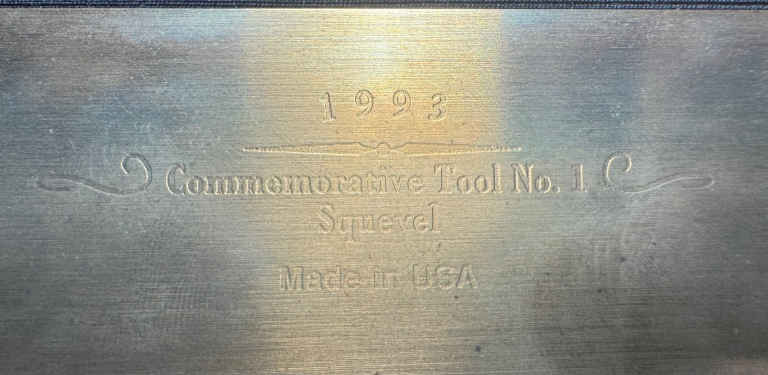 1993
Commemorative Tool No. 1
Squevel
Made in USA